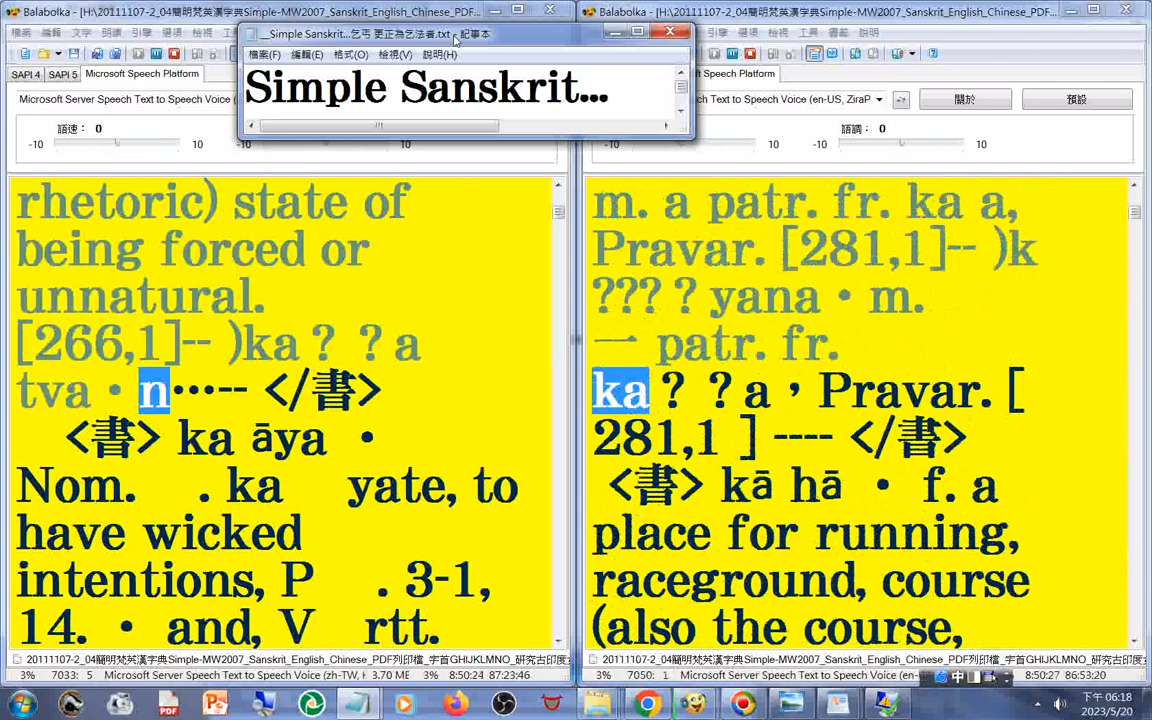 Balabolka - [H:\20111107-2_04簡明梵英漢字典Simple-MW2007_Sanskrit_English_Chinese_PDF...
Balabolka - [H:\20111107-2_04簡明梵英漢字典Simple-MW2007_Sanskrit_English_Chinese_PDF...
__Simple Sanskrit...乞丐 更正為乞法者.txt - 記事本
檔案(F) 編輯(E) 格式(O) 檢視(V) 說明(H)
Simple Sanskrit...
SAPI 4 SAPI 5 Microsoft Speech Platform
Speech Platform
Microsoft Server Speech Text to Speech Voice (
ch Text to Speech Voice (en-US, ZiraP
關於
預設
語速： 0
-10 10 -10 10
語調： 0
-10 10 -10 10
rhetoric) state of
being forced or
unnatural.
[266,1]-- )ka ? ? a
tva · n…-- </書>
<書> ka āya ·
Nom. . ka yate, to
have wicked
intentions, P . 3-1,
14. · and, V rtt.
m. a patr. fr. ka a,
Pravar. [281,1]-- )k
??? ? yana · m.
一 patr. fr.
ka ? ? a，Pravar. [
281,1 ] ---- </書>
<書> kā hā · f. a
place for running,
raceground, course
(also the course,
20111107-2_04簡明梵英漢字典Simple-MW2007_Sanskrit_English_Chinese_PDF列印檔_字首GHIJKLMNO_研究古印度
20111107-2_04簡明梵英漢字典Simple-MW2007_Sanskrit_English_Chinese_PDF列印檔_字首GHIJKLMNO_研究古印度
3% 7033: 5 Microsoft Server Speech Text to Speech Voice (zh-TW, 3.70 ME 3% 8:50:24 87:23:46
3% 7050: 1 Microsoft Server Speech Text to Speech Voice 8:50:27 86:53:20
中
PDF
下午 06:18
2023/5/20